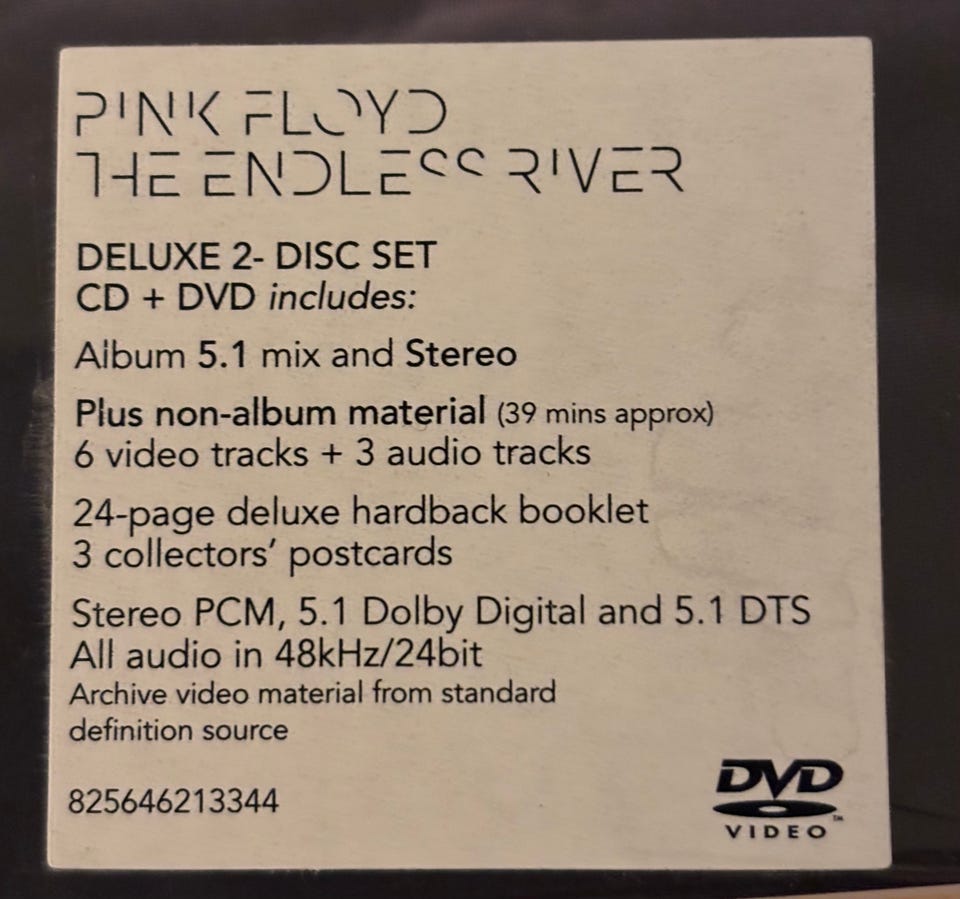 PINK FLOYD
THE ENDLESS RIVER
DELUXE 2- DISC SET
CD + DVD includes:
Album 5.1 mix and Stereo
Plus non-album material (39 mins approx)
6 video tracks + 3 audio tracks
24-page deluxe hardback booklet
3 collectors’ postcards
Stereo PCM, 5.1 Dolby Digital and 5.1 DTS
All audio in 48kHz/24bit
Archive video material from standard
definition source
825646213344
DVD
VIDEO™